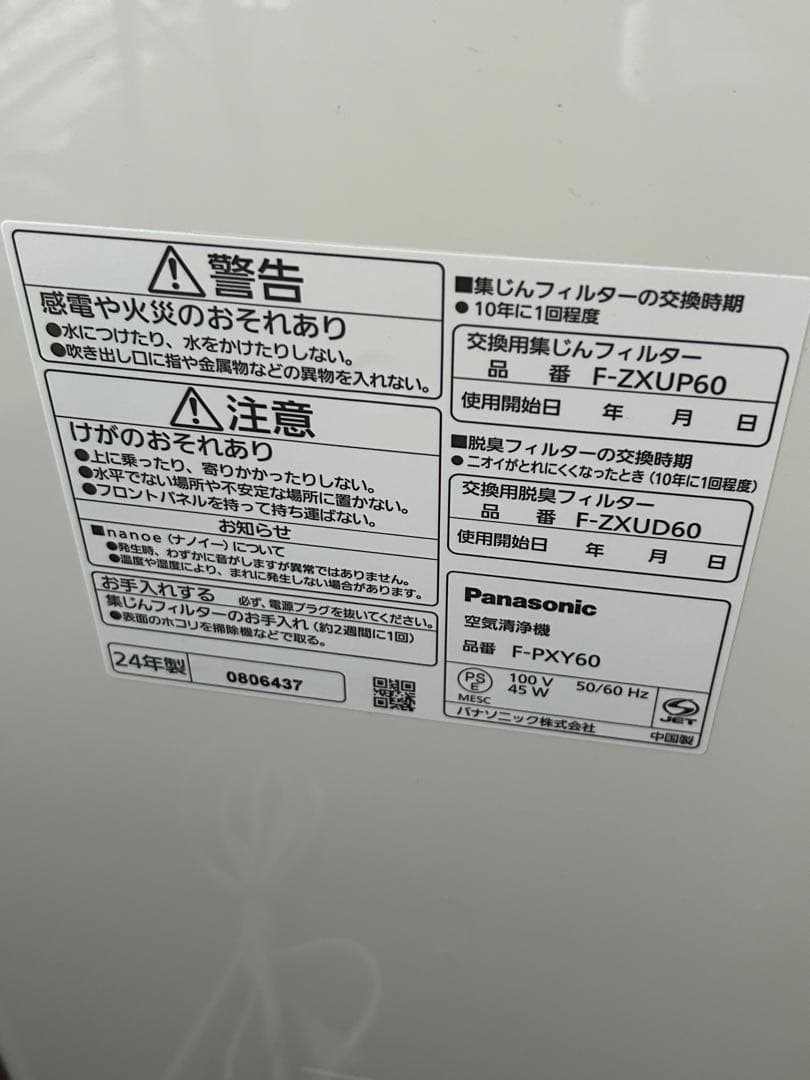 警告
感電や火災のおそれあり
●水につけたり、水をかけたりしない。
●吹き出し口に指や金属物などの異物を入れない。
注意
けがのおそれあり
●上に乗ったり、寄りかかったりしない。
●水平でない場所や不安定な場所に置かない。
●フロントパネルを持って持ち運ばない。
お知らせ
■nanoe(ナノイー)について
●発生時、わずかに音がしますが異常ではありません。
●温度や湿度により、まれに発生しない場合があります。
お手入れする 必ず、電源プラグを抜いてください。
集じんフィルターのお手入れ(約2週間に1回)
●表面のホコリを掃除機などで取る。
24年製 0806437
■集じんフィルターの交換時期
●10年に1回程度
交換用集じんフィルター
品 番 F-ZXUP60
使用開始日 年 月 日
■脱臭フィルターの交換時期
●ニオイがとれにくくなったとき(10年に1回程度)
交換用脱臭フィルター
品 番 F-ZXUD60
使用開始日 年 月 日
Panasonic
空気清浄機
品番 F-PXY60
PS E MESC
100 V 50/60 Hz
45 W
JET
パナソニック株式会社 中国製